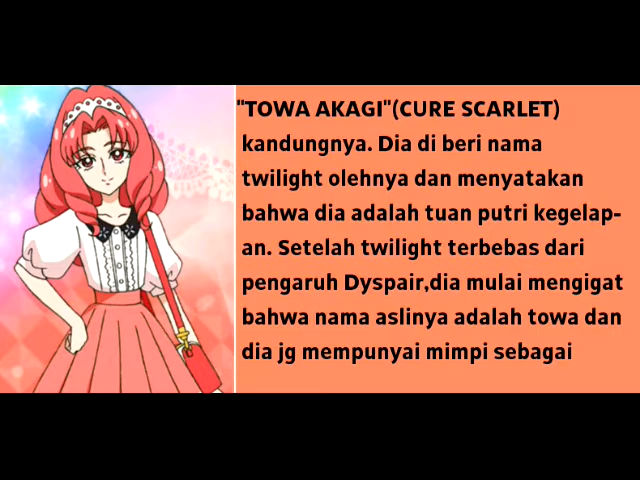 "TOWA AKAGI"(CURE SCARLET)
kandungnya. Dia di beri nama
twilight olehnya dan menyatakan
bahwa dia adalah tuan putri kegelap-
an. Setelah twilight terbebas dari
pengaruh Dyspair,dia mulai mengigat
bahwa nama aslinya adalah towa dan
dia jg mempunyai mimpi sebagai